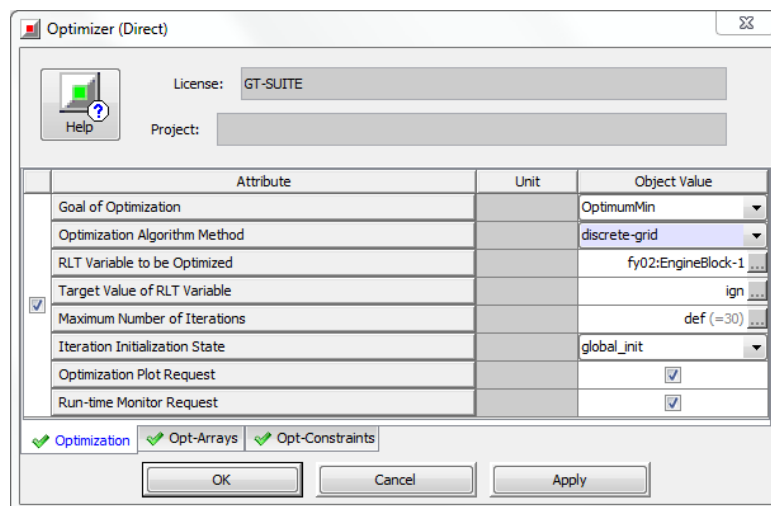 Optimizer (Direct)
License: GT-SUITE
Help ?
Project:
Attribute Unit Object Value
Goal of Optimization OptimumMin
Optimization Algorithm Method discrete-grid
RLT Variable to be Optimized fy02:EngineBlock-1 ...
Target Value of RLT Variable ign ...
Maximum Number of Iterations def (=30) ...
Iteration Initialization State global_init
Optimization Plot Request
Run-time Monitor Request
Optimization Opt-Arrays Opt-Constraints
OK Cancel Apply